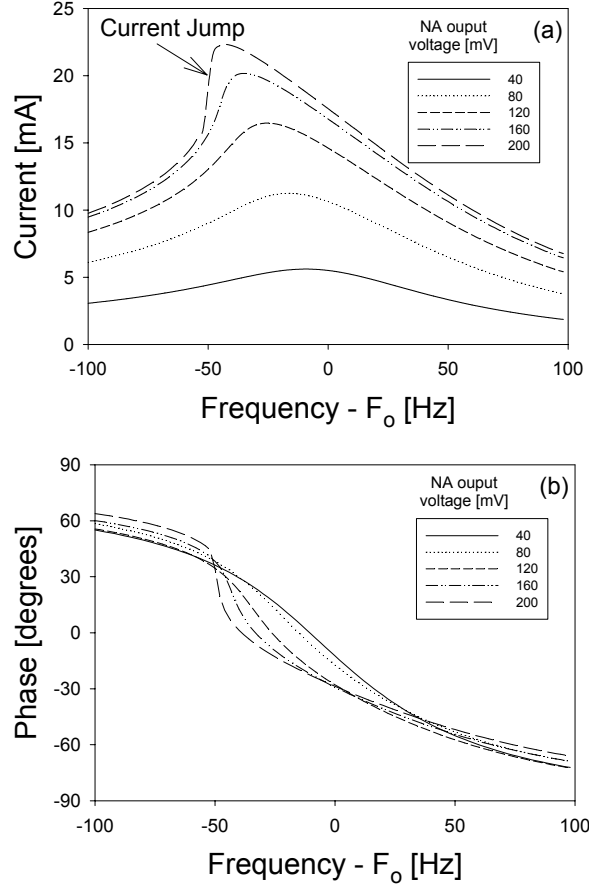 Current Jump
(a)
NA ouput
voltage [mV]
40
80
120
160
200
Current [mA]
25
20
15
10
5
0
-100 -50 0 50 100
Frequency - Fo [Hz]
(b)
NA ouput
voltage [mV]
40
80
120
160
200
Phase [degrees]
90
60
30
0
-30
-60
-90
-100 -50 0 50 100
Frequency - Fo [Hz]